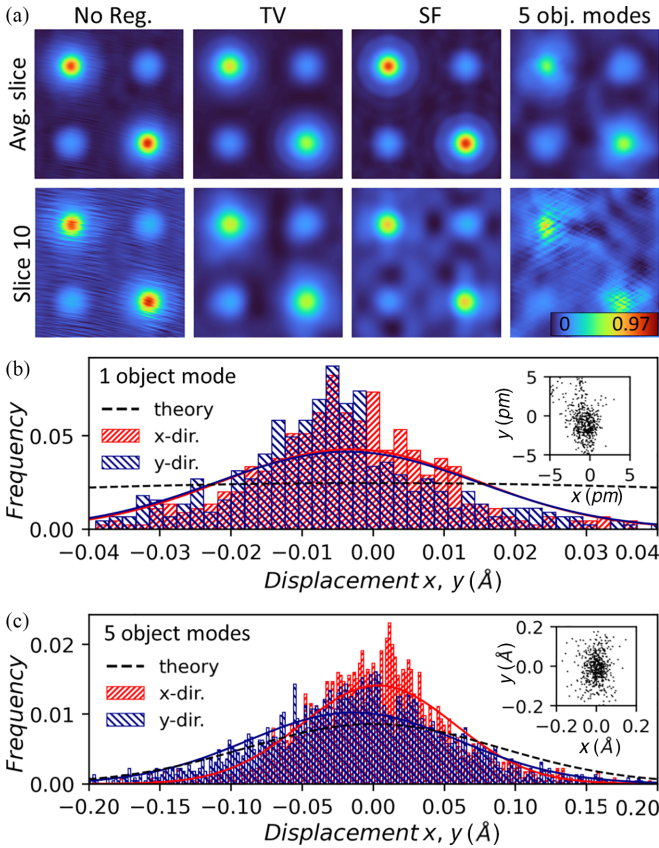 (a) No Reg. TV SF 5 obj. modes
Avg. slice
Slice 10
0 0.97
(b)
1 object mode
theory
x-dir.
y-dir.
Frequency
0.05
0.00
5
0
−5
y (pm)
−5 0 5
x (pm)
−0.04 −0.03 −0.02 −0.01 0.00 0.01 0.02 0.03 0.04
Displacement x, y (Å)
(c)
5 object modes
theory
x-dir.
y-dir.
Frequency
0.02
0.01
0.00
0.2
0.0
−0.2
y (Å)
−0.2 0.0 0.2
x (Å)
−0.20 −0.15 −0.10 −0.05 0.00 0.05 0.10 0.15 0.20
Displacement x, y (Å)